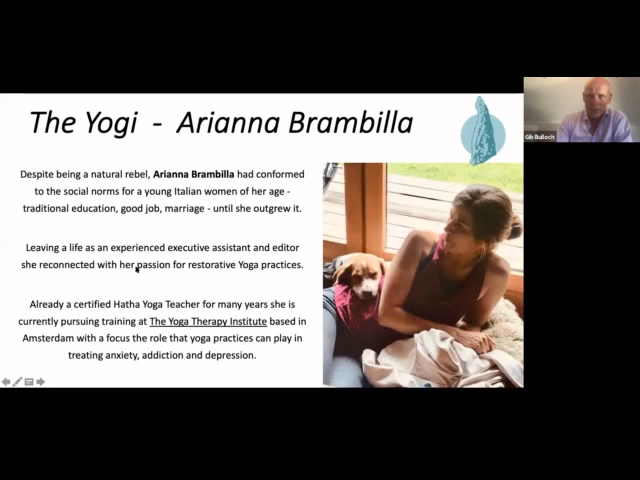 The Yogi - Arianna Brambilla
Gib Bulloch
Despite being a natural rebel, Arianna Brambilla had conformed
to the social norms for a young Italian women of her age -
traditional education, good job, marriage - until she outgrew it.
Leaving a life as an experienced executive assistant and editor
she reconnected with her passion for restorative Yoga practices.
Already a certified Hatha Yoga Teacher for many years she is
currently pursuing training at The Yoga Therapy Institute based in
Amsterdam with a focus the role that yoga practices can play in
treating anxiety, addiction and depression.